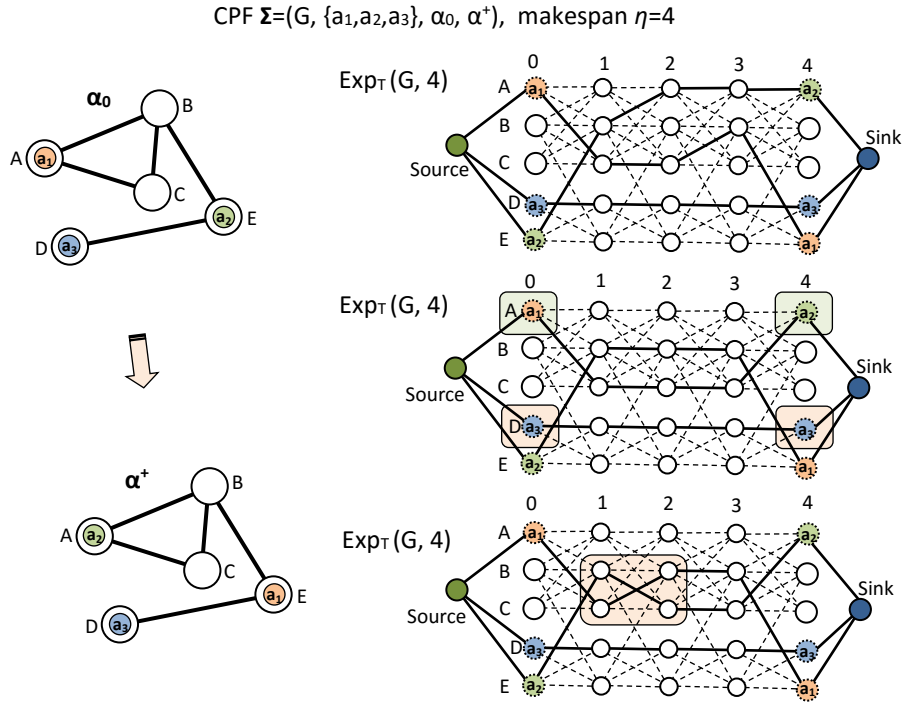 CPF Σ=(G, {a₁,a₂,a₃}, α₀, α⁺), makespan η=4
α₀
B
A
a₁
C
a₂
E
D
a₃
α⁺
B
A
a₂
C
a₁
E
D
a₃
Exp_T(G, 4)
0 1 2 3 4
A a₁ a₂
B
C
Source
Sink
D a₃ a₃
E a₂ a₁
Exp_T(G, 4)
0 1 2 3 4
A a₁ a₂
B
Sink
C
Source
D a₃ a₃
E a₂ a₁
Exp_T(G, 4)
0 1 2 3 4
A a₁ a₂
B
Sink
C
Source
D a₃ a₃
E a₂ a₁